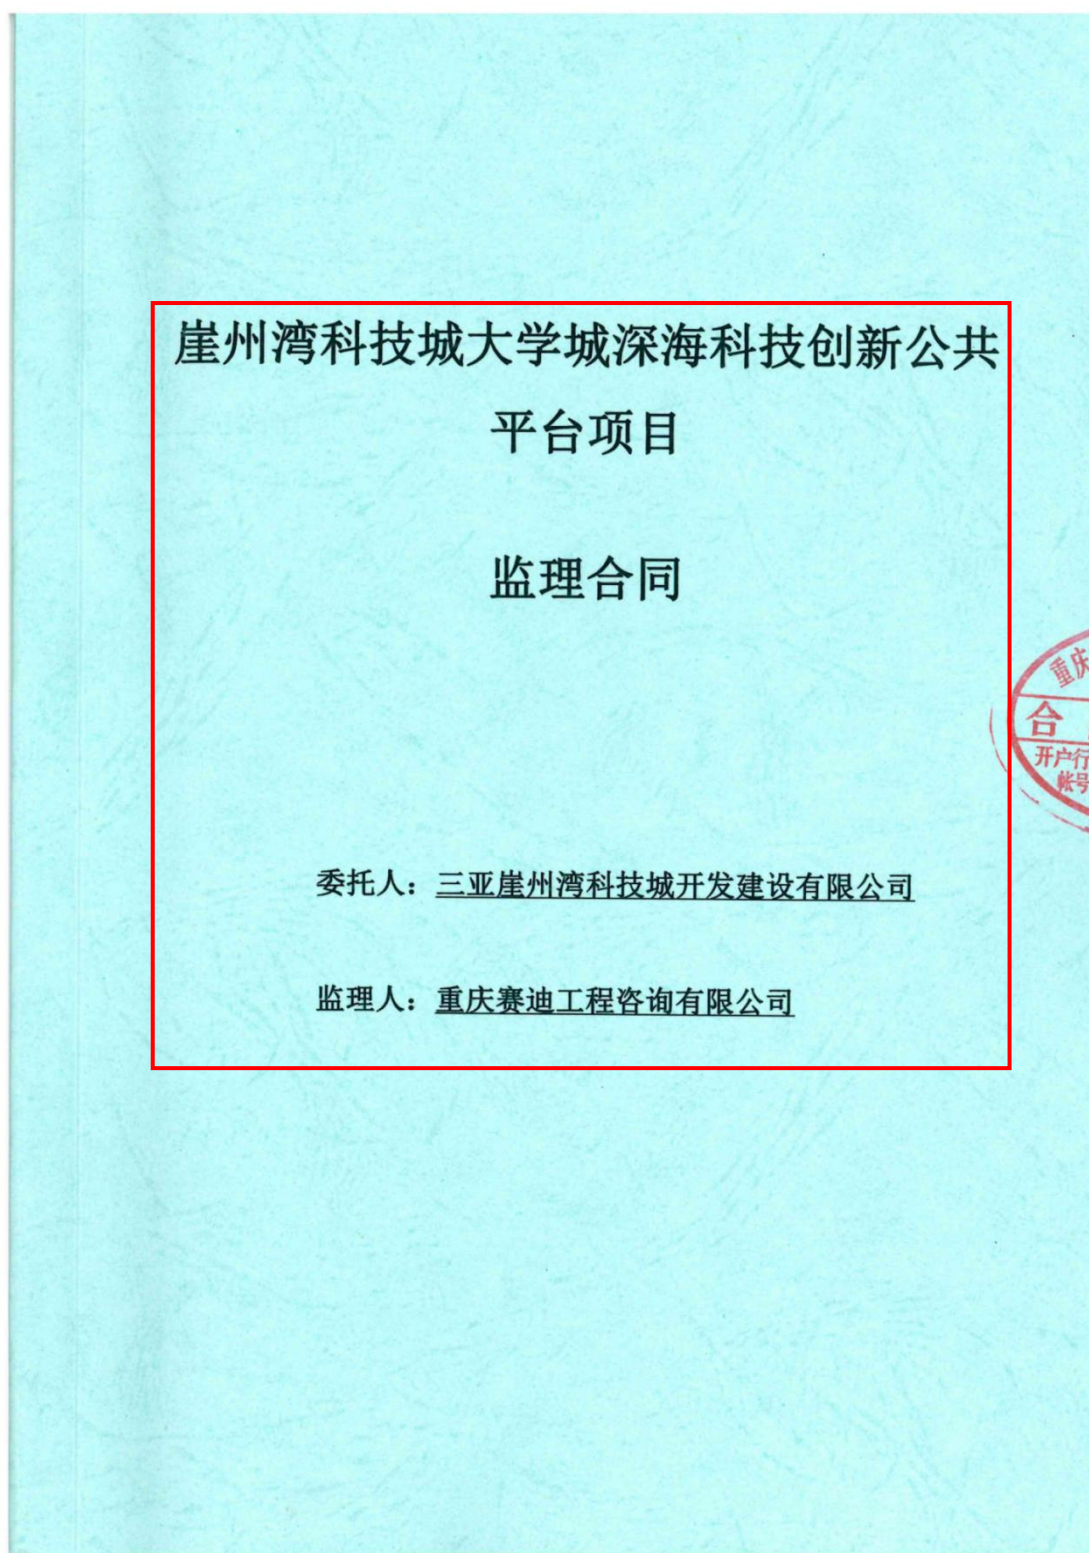 崖州湾科技城大学城深海科技创新公共
平台项目
监理合同
重庆
合
开户行
帐号
委托人：三亚崖州湾科技城开发建设有限公司
监理人：重庆赛迪工程咨询有限公司